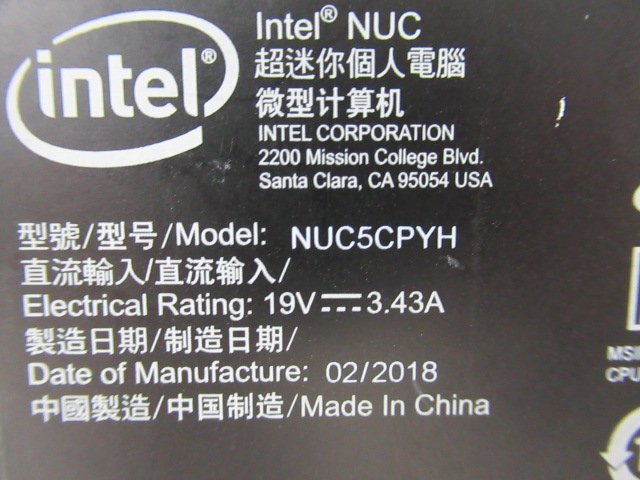 intel®
Intel® NUC
超迷你個人電腦
微型计算机
INTEL CORPORATION
2200 Mission College Blvd.
Santa Clara, CA 95054 USA
型號/型号/Model: NUC5CPYH
直流輸入/直流输入/
Electrical Rating: 19V⎓3.43A
製造日期/制造日期/
Date of Manufacture: 02/2018
中國製造/中国制造/Made In China
MSI
CPU